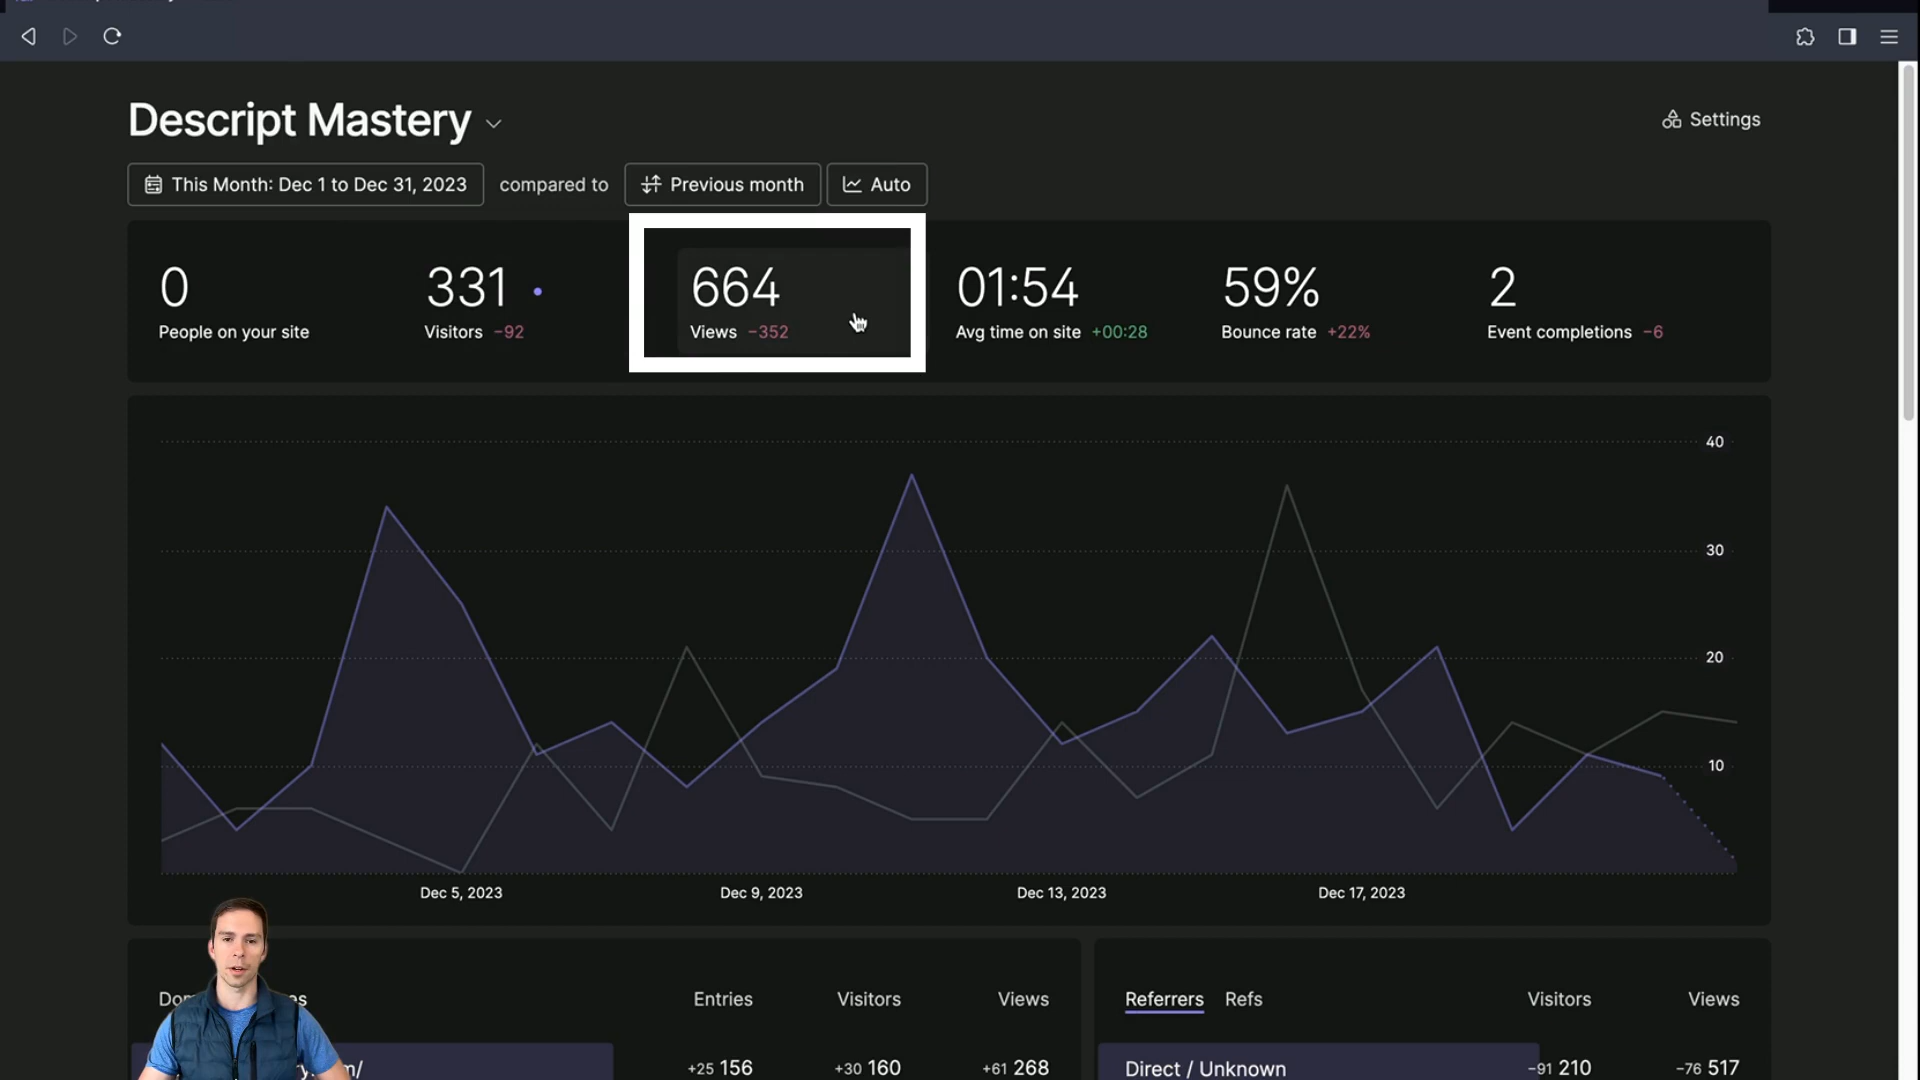 Descript Mastery
Settings
This Month: Dec 1 to Dec 31, 2023 compared to Previous month Auto
0 331 664 01:54 59% 2
People on your site Visitors -92 Views -352 Avg time on site +00:28 Bounce rate +22% Event completions -6
40
30
20
10
Dec 5, 2023 Dec 9, 2023 Dec 13, 2023 Dec 17, 2023
Entries Visitors Views Referrers Refs Visitors Views
+25 156 +30 160 +61 268 Direct / Unknown -91 210 -76 517